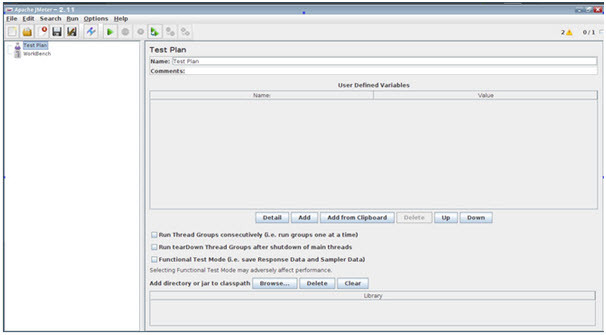 Apache JMeter - 2.11
File Edit Search Run Options Help
2 0 / 1
Test Plan
WorkBench
Test Plan
Name: Test Plan
Comments:
User Defined Variables
Name: Value
Detail Add Add from Clipboard Delete Up Down
Run Thread Groups consecutively (i.e. run groups one at a time)
Run tearDown Thread Groups after shutdown of main threads
Functional Test Mode (i.e. save Response Data and Sampler Data)
Selecting Functional Test Mode may adversely affect performance.
Add directory or jar to classpath Browse... Delete Clear
Library